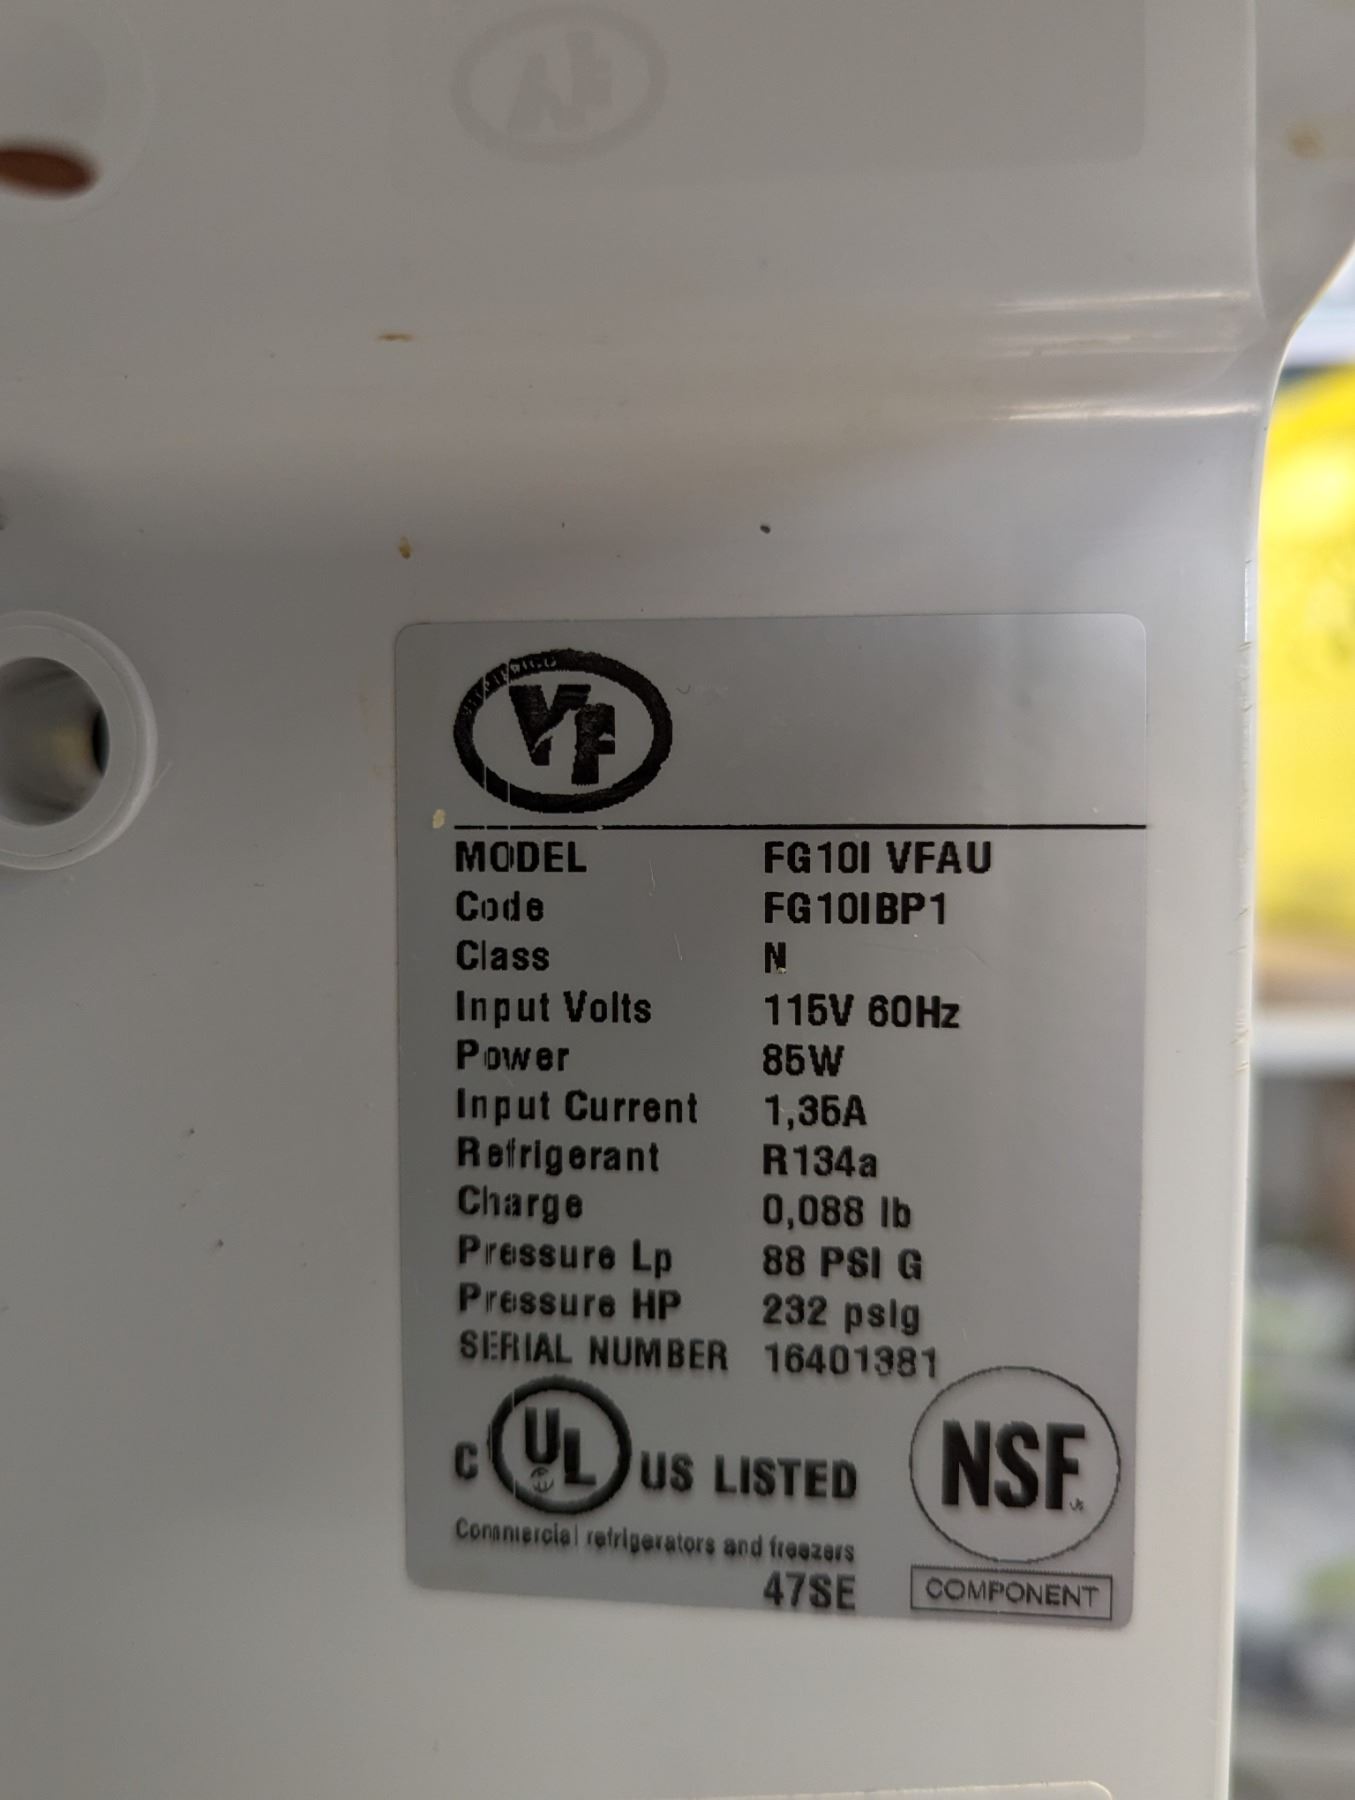 VF
MODEL FG10I VFAU
Code FG10IBP1
Class N
Input Volts 115V 60Hz
Power 85W
Input Current 1,35A
Refrigerant R134a
Charge 0,088 lb
Pressure Lp 88 PSI G
Pressure HP 232 psig
SERIAL NUMBER 16401381
C UL US LISTED
NSF
Commercial refrigerators and freezers
47SE
COMPONENT